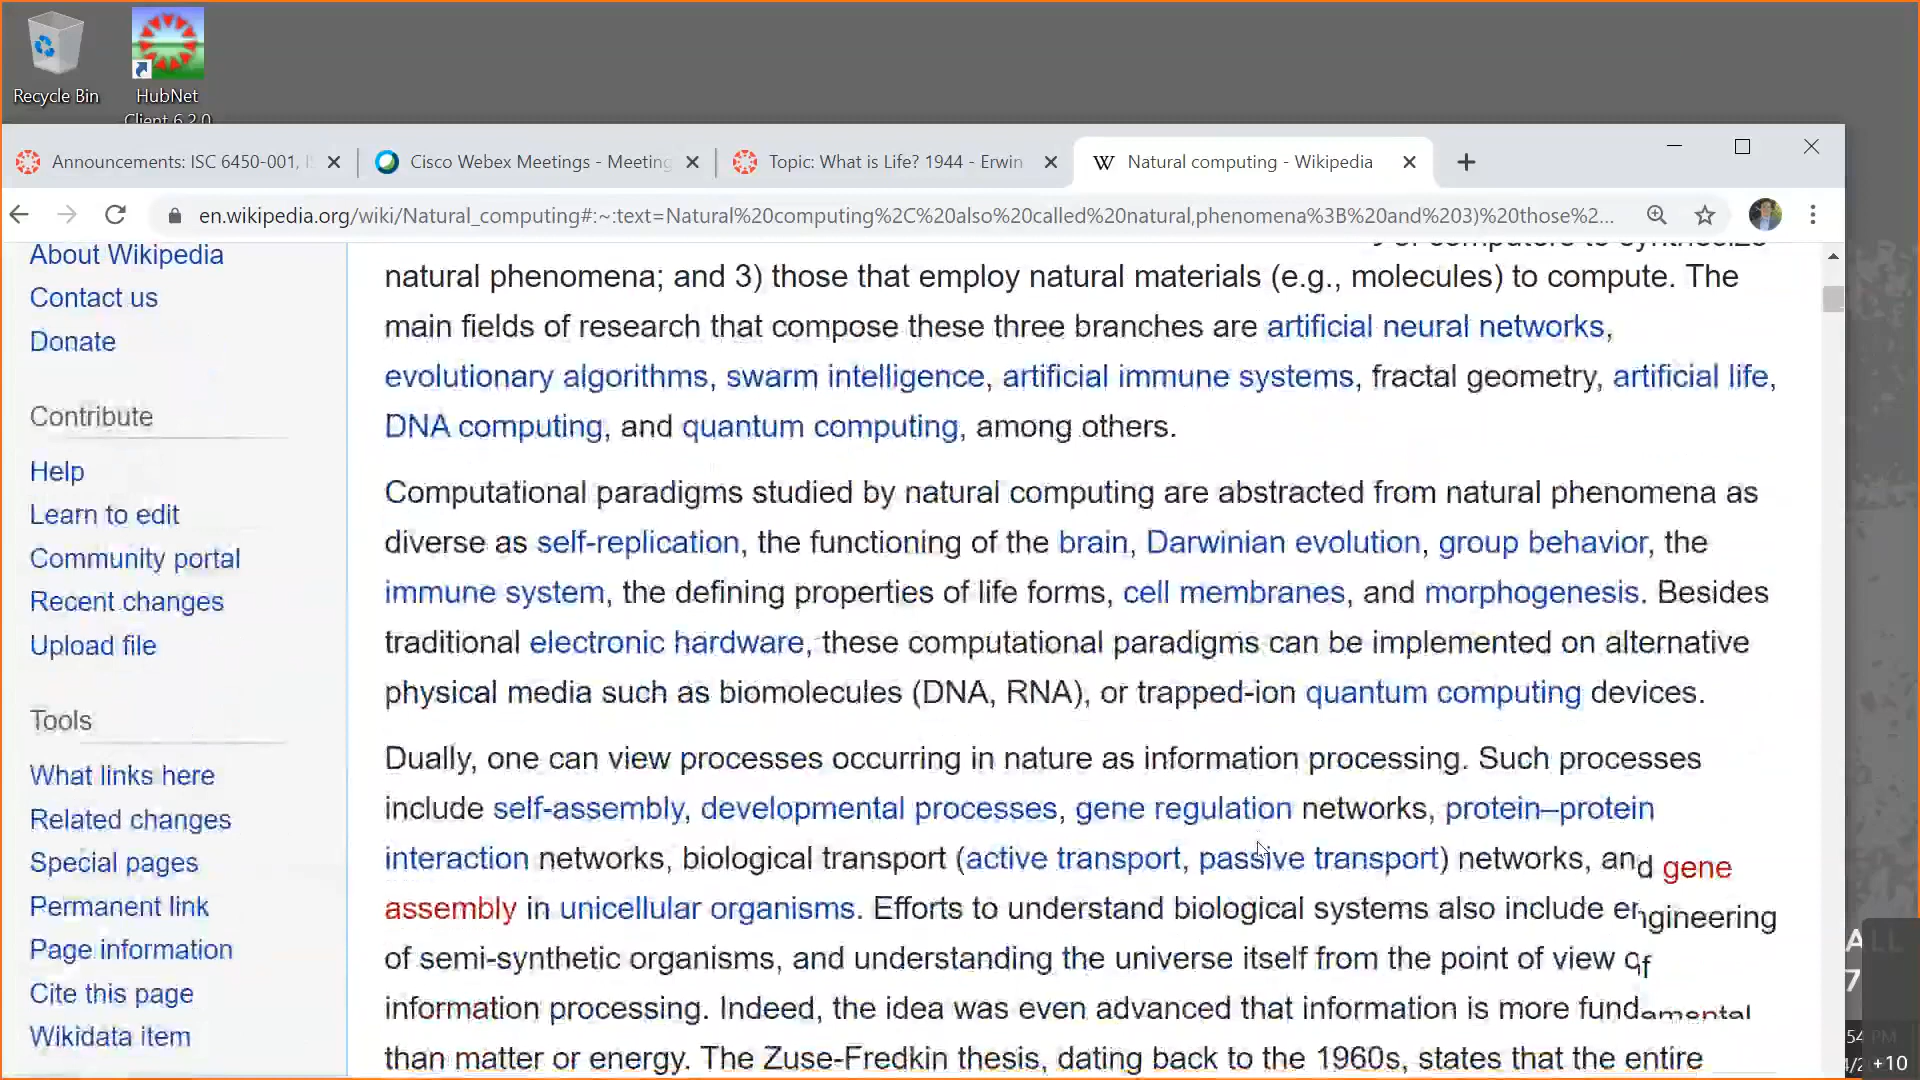 Recycle Bin
HubNet
Client 6.2.0
Announcements: ISC 6450-001,
Cisco Webex Meetings - Meeting
Topic: What is Life? 1944 - Erwin
Natural computing - Wikipedia
en.wikipedia.org/wiki/Natural_computing#:~:text=Natural%20computing%2C%20also%20called%20natural,phenomena%3B%20and%203)%20those%2...
About Wikipedia
Contact us
Donate
Contribute
Help
Learn to edit
Community portal
Recent changes
Upload file
Tools
What links here
Related changes
Special pages
Permanent link
Page information
Cite this page
Wikidata item
of computers to synthesize
natural phenomena; and 3) those that employ natural materials (e.g., molecules) to compute. The
main fields of research that compose these three branches are artificial neural networks,
evolutionary algorithms, swarm intelligence, artificial immune systems, fractal geometry, artificial life,
DNA computing, and quantum computing, among others.
Computational paradigms studied by natural computing are abstracted from natural phenomena as
diverse as self-replication, the functioning of the brain, Darwinian evolution, group behavior, the
immune system, the defining properties of life forms, cell membranes, and morphogenesis. Besides
traditional electronic hardware, these computational paradigms can be implemented on alternative
physical media such as biomolecules (DNA, RNA), or trapped-ion quantum computing devices.
Dually, one can view processes occurring in nature as information processing. Such processes
include self-assembly, developmental processes, gene regulation networks, protein–protein
interaction networks, biological transport (active transport, passive transport) networks, and gene
assembly in unicellular organisms. Efforts to understand biological systems also include engineering
of semi-synthetic organisms, and understanding the universe itself from the point of view of
information processing. Indeed, the idea was even advanced that information is more fundamental
than matter or energy. The Zuse-Fredkin thesis, dating back to the 1960s, states that the entire
ALL
7
54 PM
+10